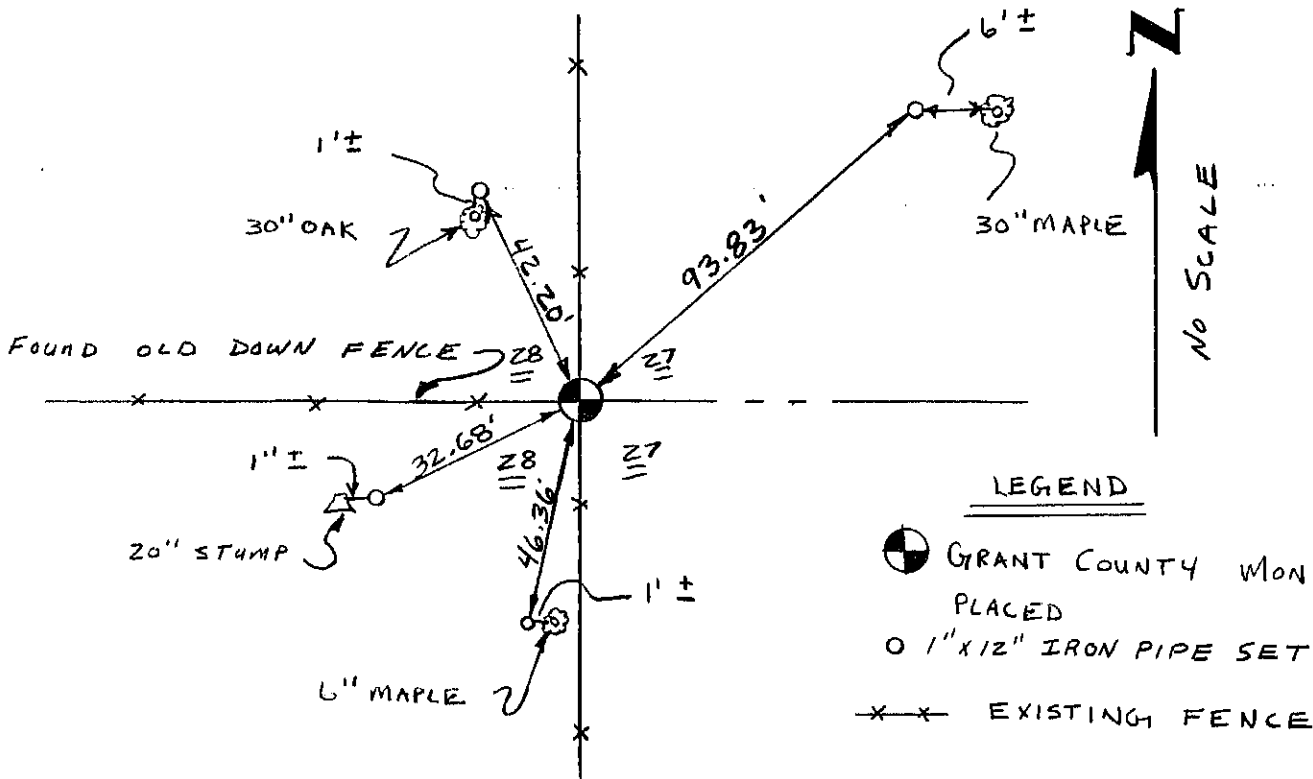 6' ±
Z
1' ±
30" OAK
30" MAPLE
93.83'
42.20'
NO SCALE
FOUND OLD DOWN FENCE
28
27
32.68'
28
27
1" ±
46.36'
20" STUMP
1' ±
6" MAPLE
LEGEND
GRANT COUNTY MON
PLACED
1" X 12" IRON PIPE SET
EXISTING FENCE